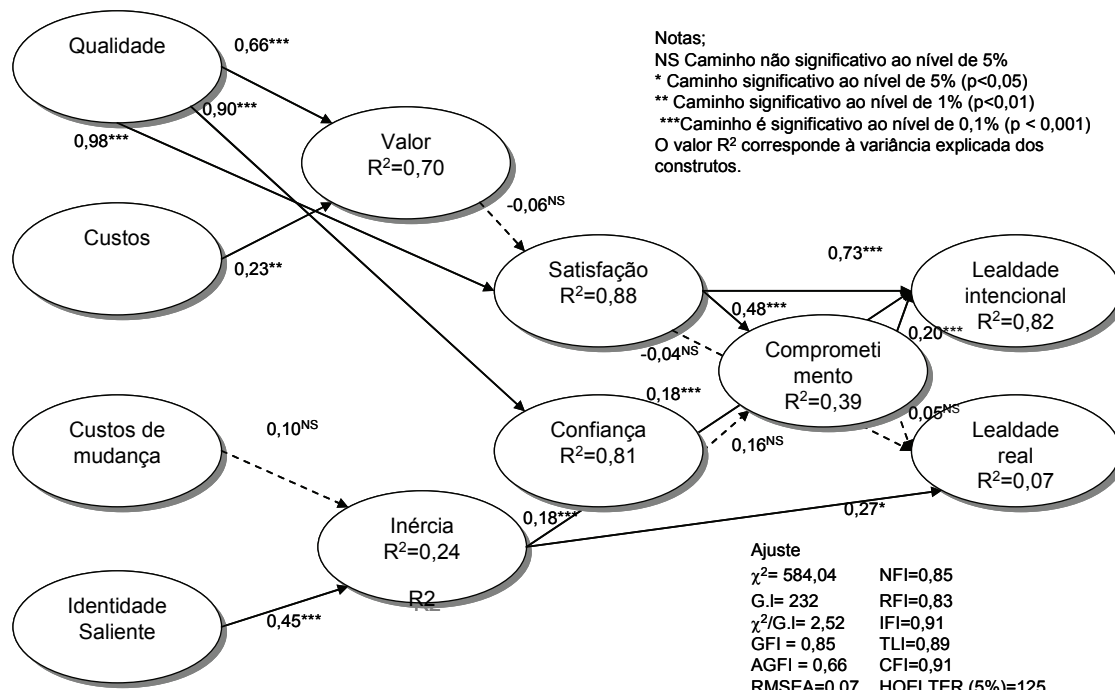 Qualidade
0,66***
0,90***
0,98***
Notas;
NS Caminho não significativo ao nível de 5%
* Caminho significativo ao nível de 5% (p<0,05)
** Caminho significativo ao nível de 1% (p<0,01)
***Caminho é significativo ao nível de 0,1% (p < 0,001)
O valor R² corresponde à variância explicada dos
construtos.
Valor
R²=0,70
-0,06NS
Custos
0,23**
Satisfação
R²=0,88
0,73***
Lealdade
intencional
R²=0,82
0,48***
0,20***
-0,04NS
Comprometi
mento
R²=0,39
0,18***
0,05NS
Custos de
mudança
0,10NS
Confiança
R²=0,81
0,16NS
Lealdade
real
R²=0,07
Inércia
R²=0,24
R2
0,18***
0,27*
Identidade
Saliente
0,45***
Ajuste
χ²= 584,04 NFI=0,85
G.I= 232 RFI=0,83
χ²/G.I= 2,52 IFI=0,91
GFI = 0,85 TLI=0,89
AGFI = 0,66 CFI=0,91
RMSEA=0,07 HOELTER (5%)=125